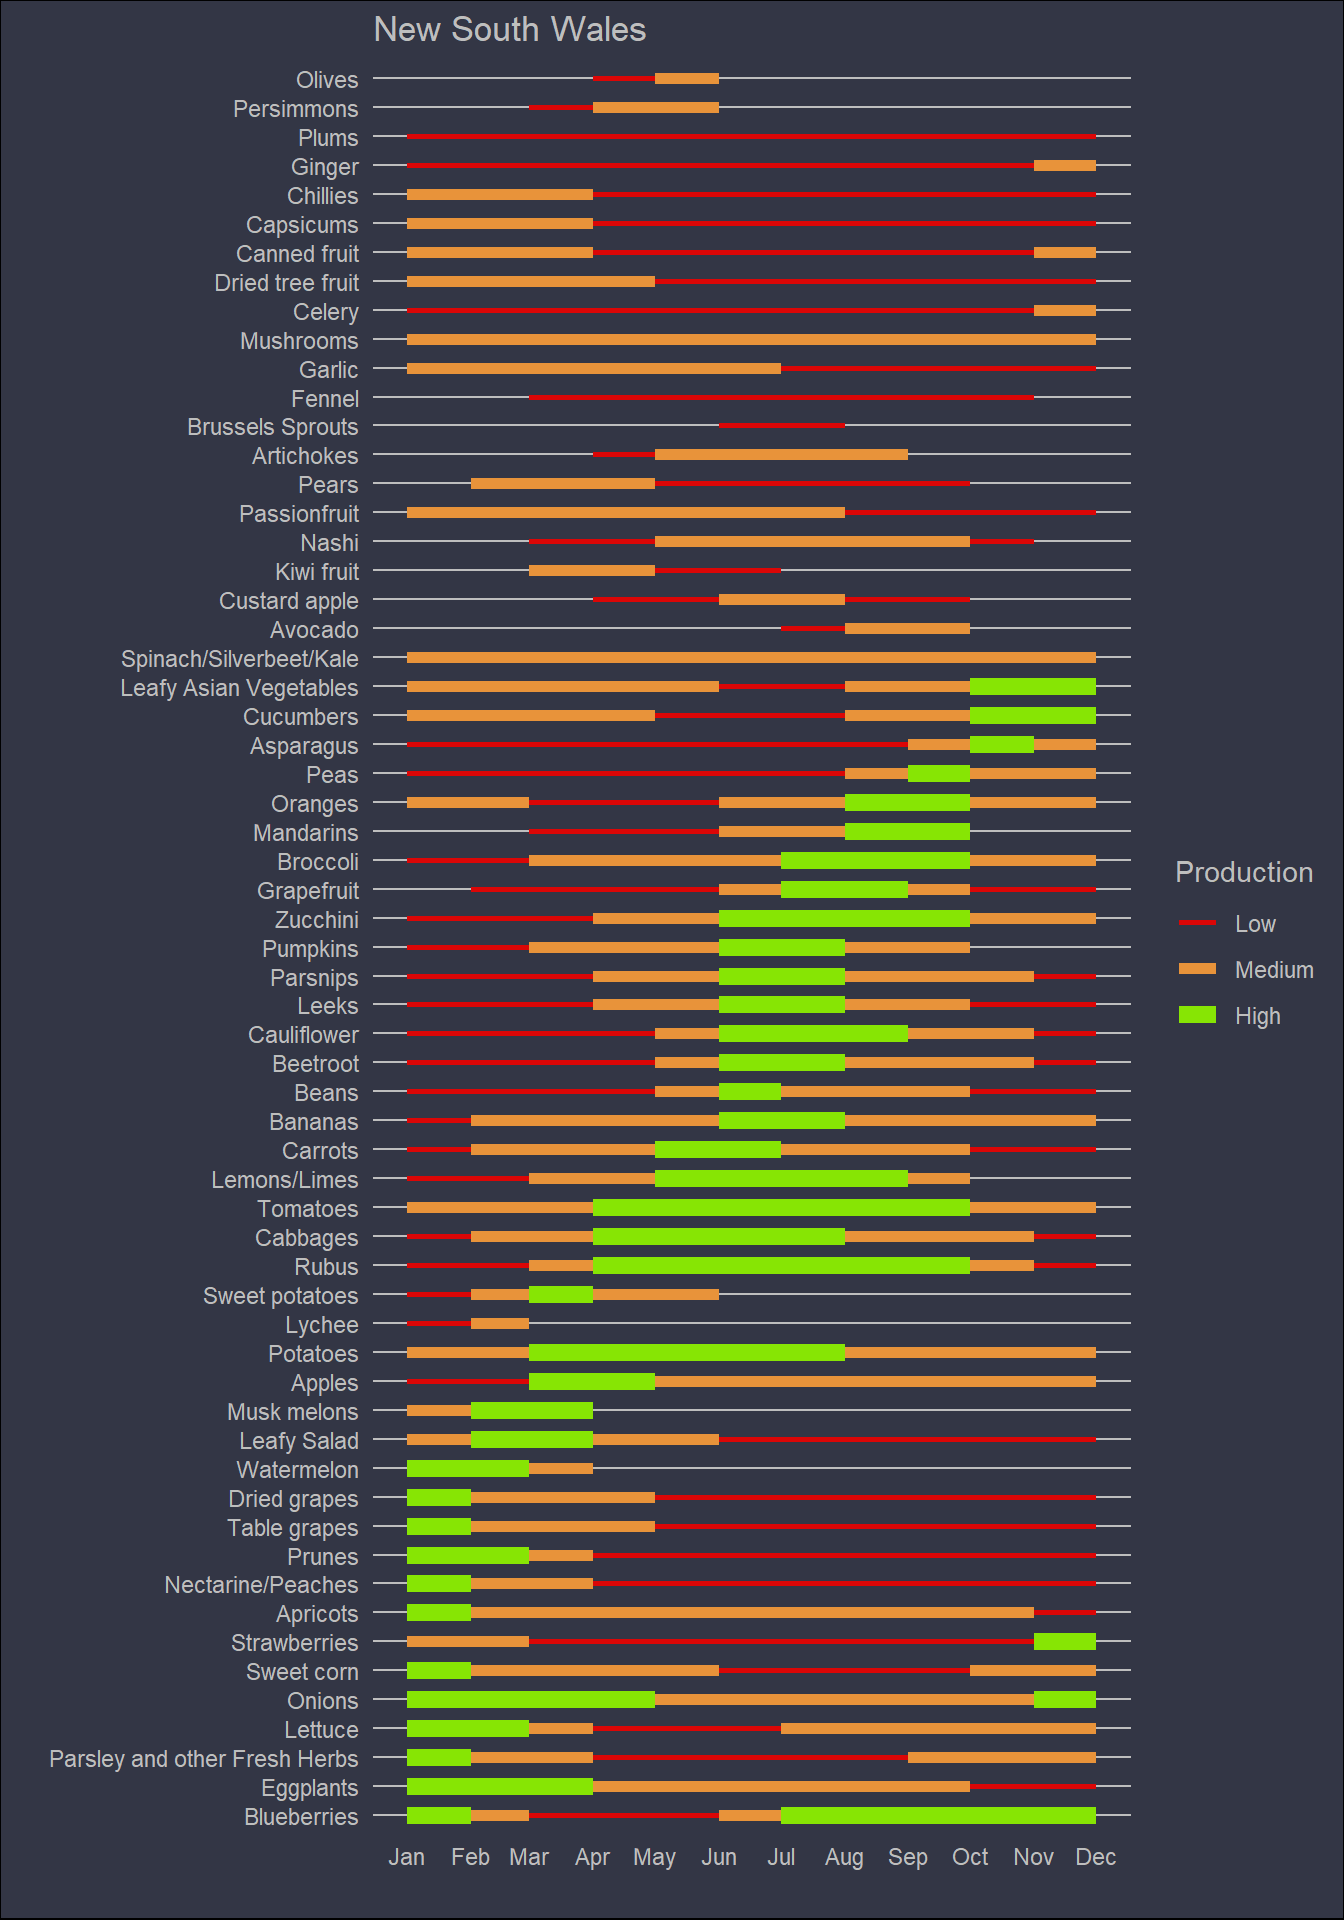 New South Wales
Olives
Persimmons
Plums
Ginger
Chillies
Capsicums
Canned fruit
Dried tree fruit
Celery
Mushrooms
Garlic
Fennel
Brussels Sprouts
Artichokes
Pears
Passionfruit
Nashi
Kiwi fruit
Custard apple
Avocado
Spinach/Silverbeet/Kale
Leafy Asian Vegetables
Cucumbers
Asparagus
Peas
Oranges
Mandarins
Broccoli
Grapefruit
Zucchini
Pumpkins
Parsnips
Leeks
Cauliflower
Beetroot
Beans
Bananas
Carrots
Lemons/Limes
Tomatoes
Cabbages
Rubus
Sweet potatoes
Lychee
Potatoes
Apples
Musk melons
Leafy Salad
Watermelon
Dried grapes
Table grapes
Prunes
Nectarine/Peaches
Apricots
Strawberries
Sweet corn
Onions
Lettuce
Parsley and other Fresh Herbs
Eggplants
Blueberries
Jan Feb Mar Apr May Jun Jul Aug Sep Oct Nov Dec
Production
Low
Medium
High